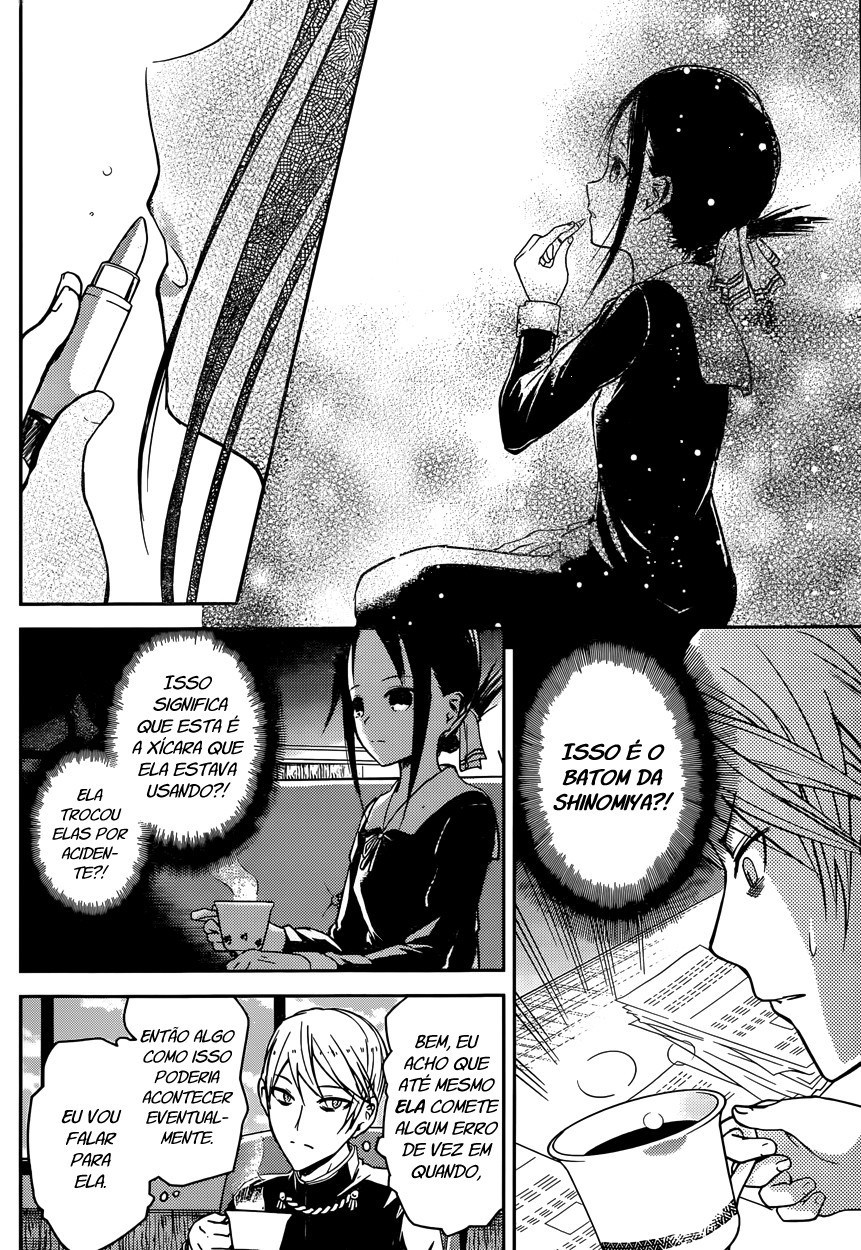 ISSO É O
BATOM DA
SHINOMIYA?!
ISSO
SIGNIFICA
QUE ESTA É
A XÍCARA QUE
ELA ESTAVA
USANDO?!
ELA
TROCOU
ELAS POR
ACIDEN-
TE?!
BEM, EU
ACHO QUE
ATÉ MESMO
ELA COMETE
ALGUM ERRO
DE VEZ EM
QUANDO,
ENTÃO ALGO
COMO ISSO
PODERIA
ACONTECER
EVENTUAL-
MENTE.
EU VOU
FALAR
PARA
ELA.